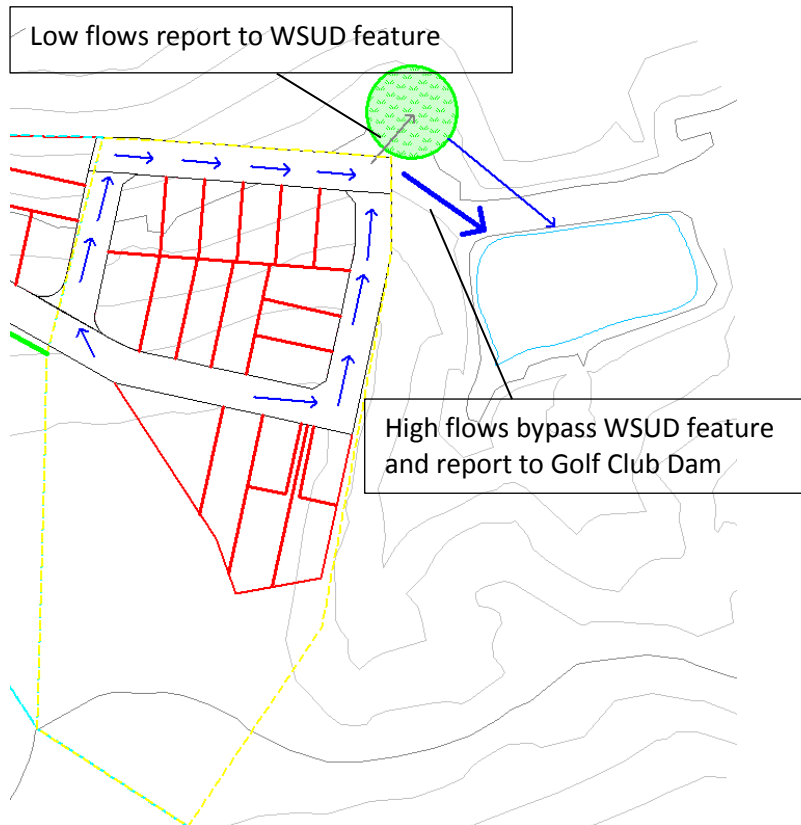 Low flows report to WSUD feature
High flows bypass WSUD feature
and report to Golf Club Dam